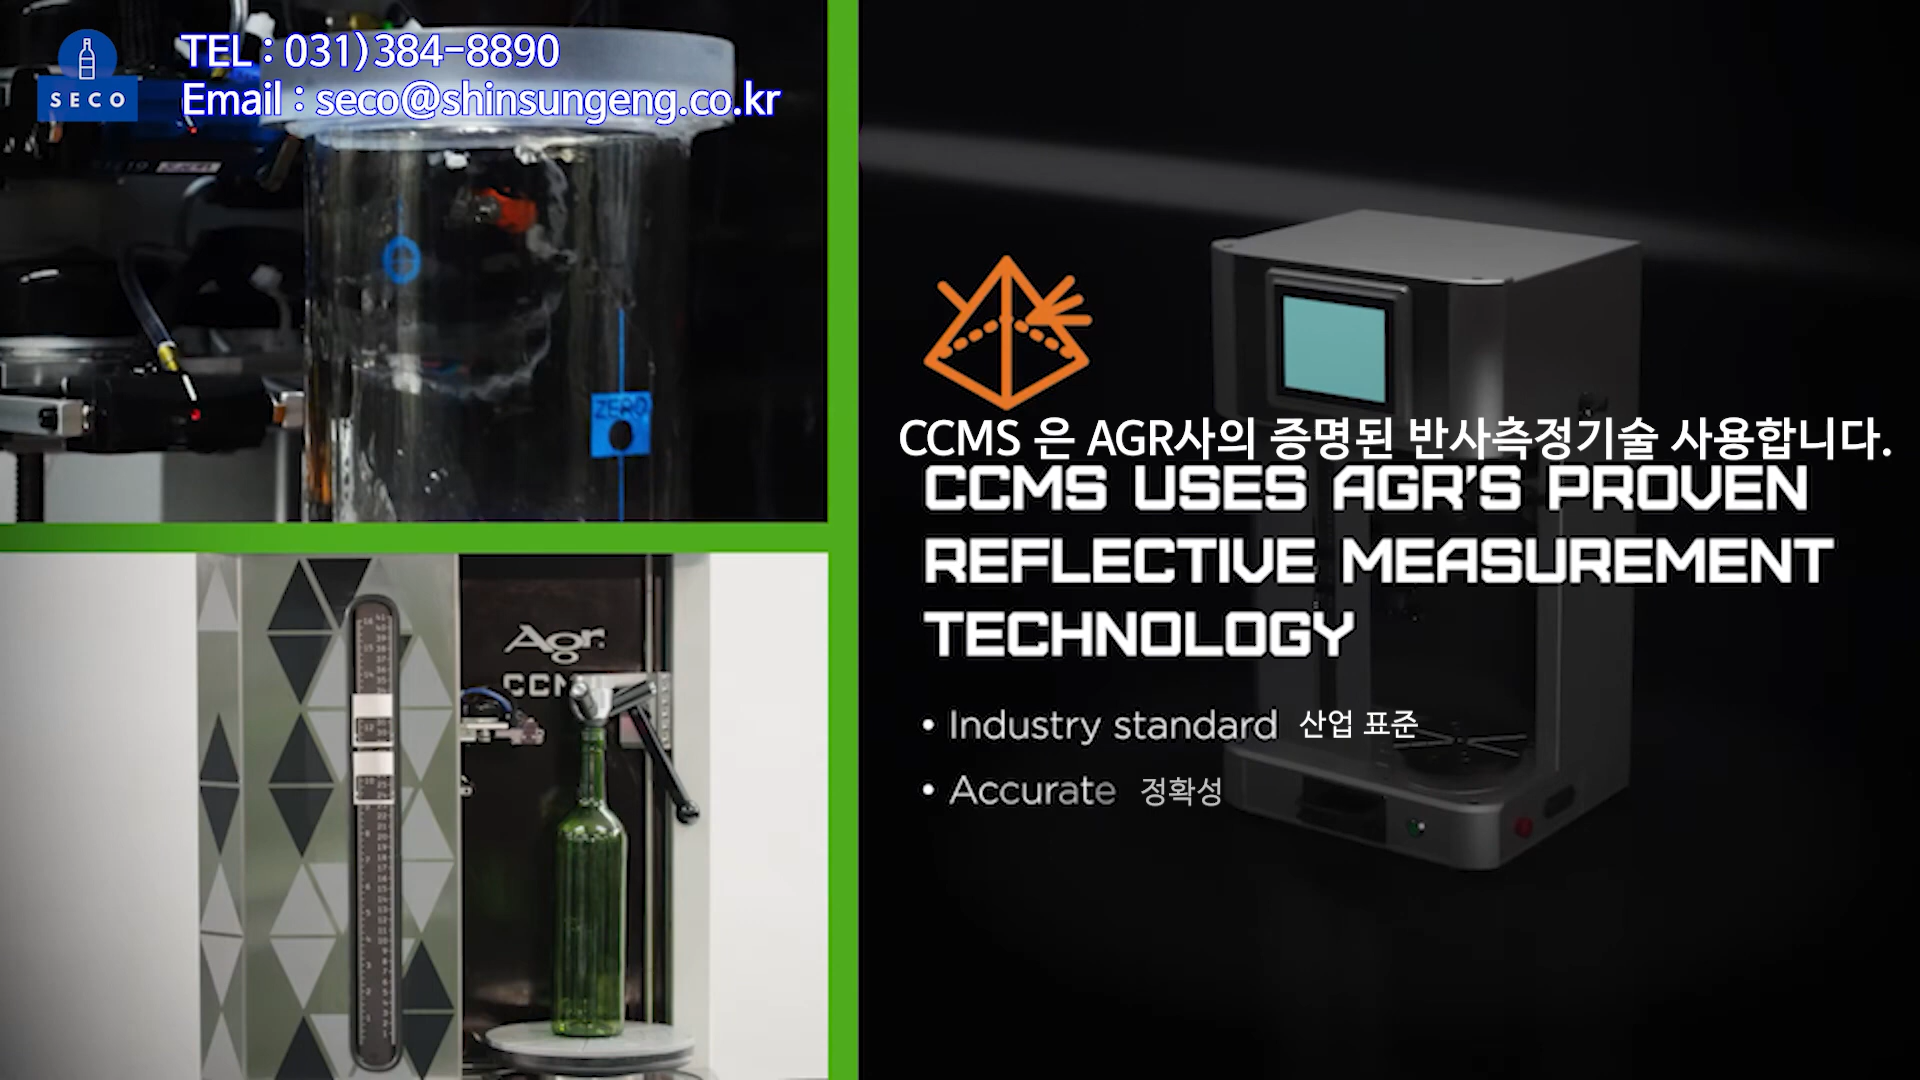 SECO
TEL : 031)384-8890
Email : seco@shinsungeng.co.kr
ZERO
Agr
CCMS 은 AGR사의 증명된 반사측정기술 사용합니다.
CCMS USES AGR'S PROVEN
REFLECTIVE MEASUREMENT
TECHNOLOGY
• Industry standard 산업 표준
• Accurate 정확성